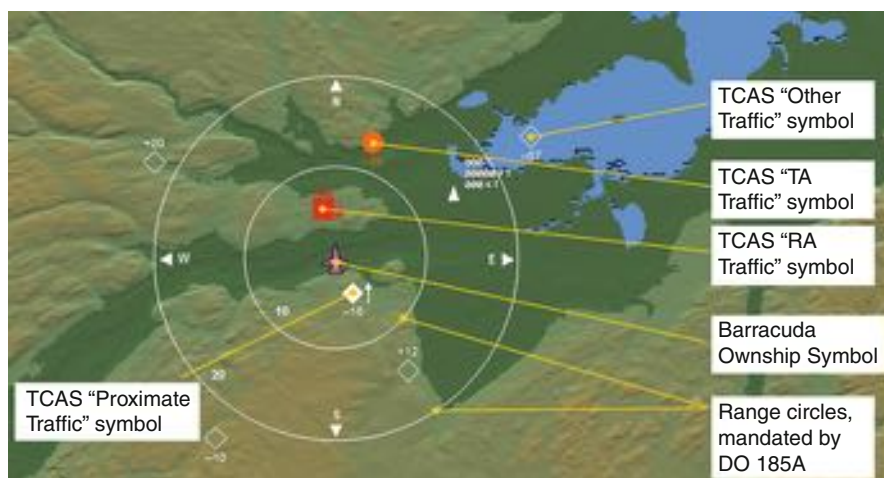 TCAS “Other
Traffic” symbol
TCAS “TA
Traffic” symbol
TCAS “RA
Traffic” symbol
Barracuda
Ownship Symbol
Range circles,
mandated by
DO 185A
TCAS “Proximate
Traffic” symbol
N
+20
W
E
10
–16
+12
20
S
–10